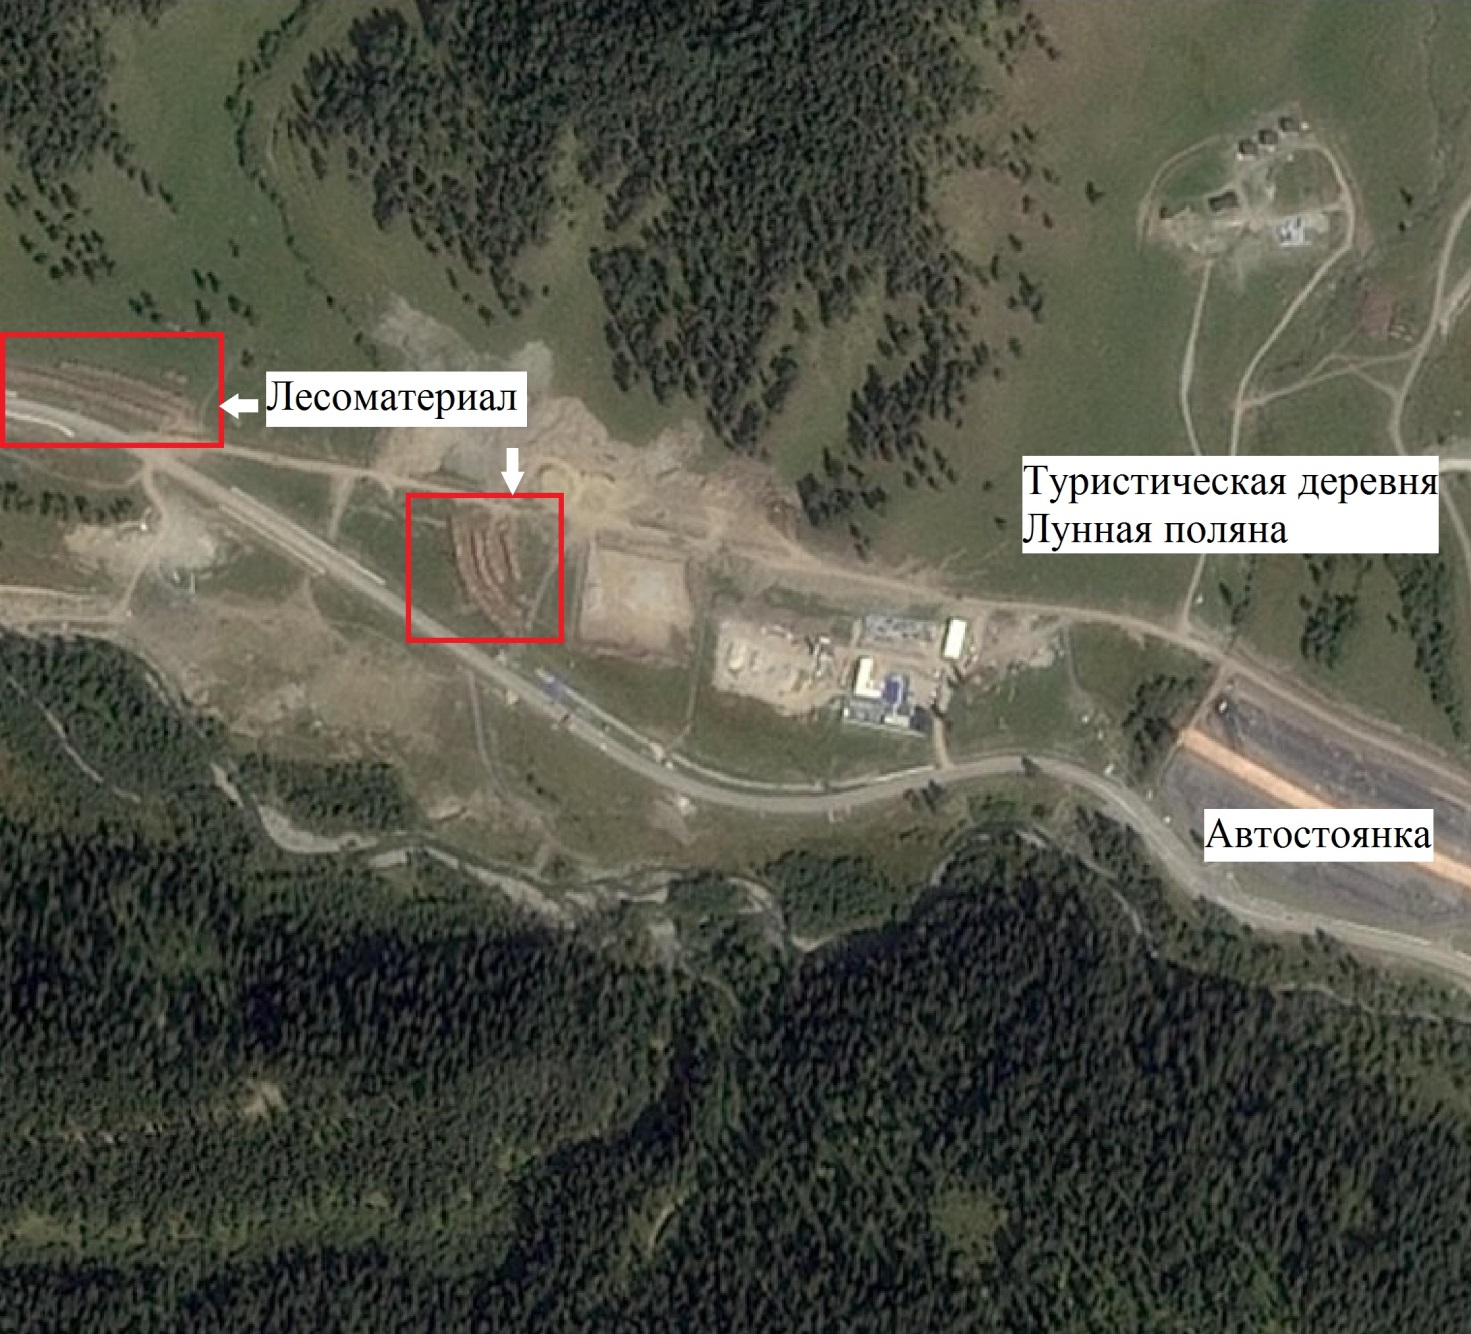 Лесоматериал
Туристическая деревня
Лунная поляна
Автостоянка